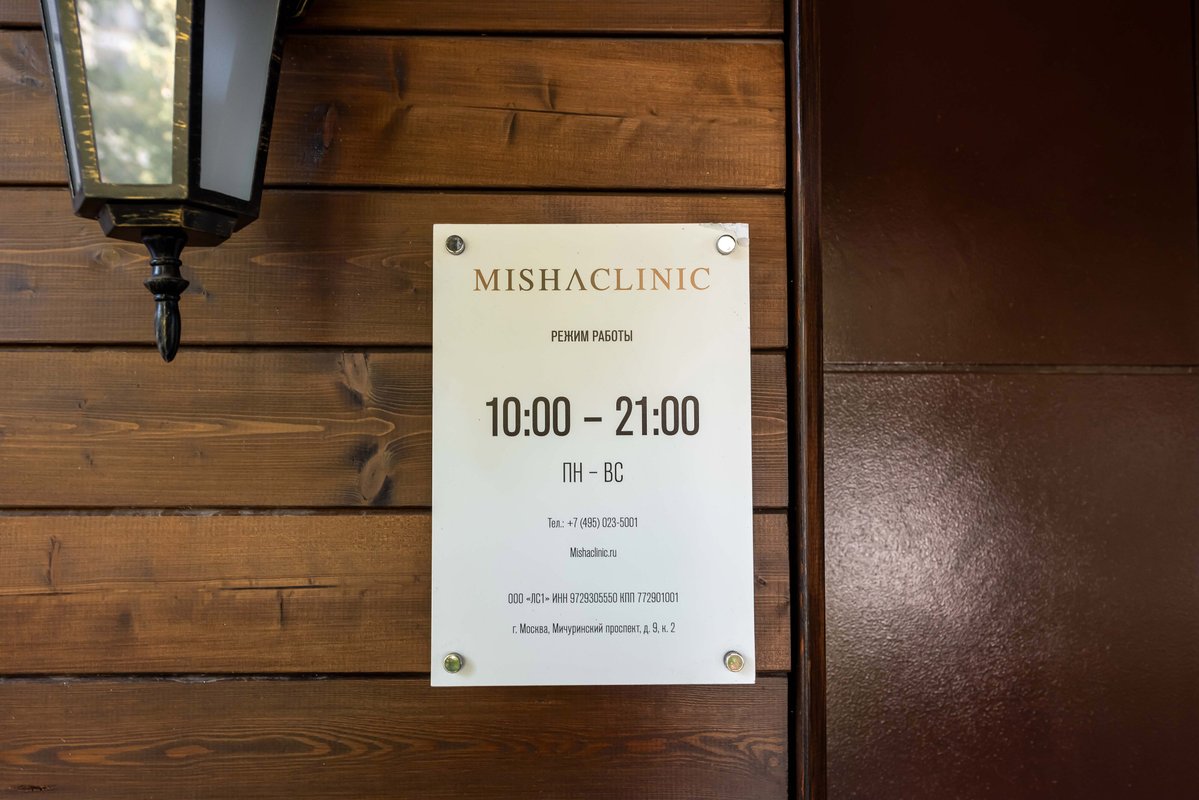 MISHΛCLINIC
РЕЖИМ РАБОТЫ
10:00 – 21:00
ПН – ВС
Тел.: +7 (495) 023-5001
Mishaclinic.ru
ООО «ЛС1» ИНН 9729305550 КПП 772901001
г. Москва, Мичуринский проспект, д. 9, к. 2